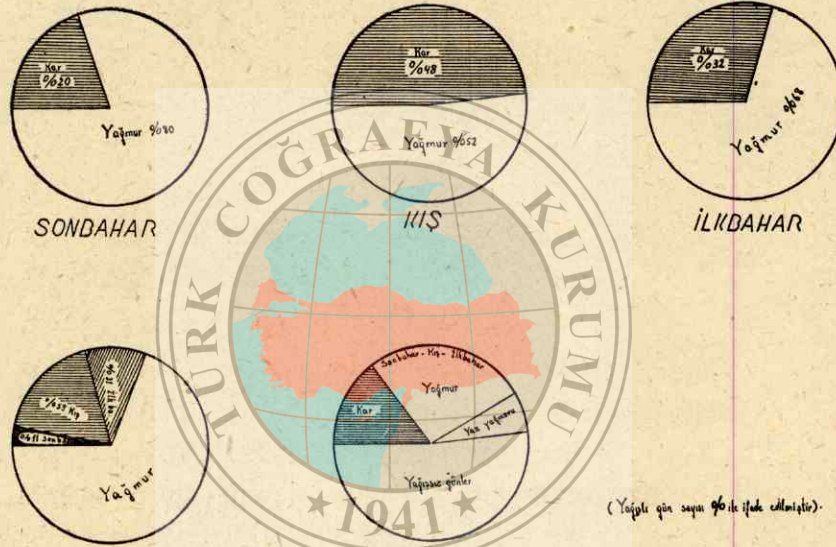 Kar
%20
Yağmur %80
SONBAHAR
Kar
%48
Yağmur %52
KIŞ
Kar
%32
Yağmur %68
İLKBAHAR
Kış
Yağmur
Sonbahar - Kış - İlkbahar
Yağmur
Kar
Yaz yağmuru
Yağışsız günler
(Yağışlı gün sayısı % ile ifade edilmiştir).
TÜRK COĞRAFYA KURUMU
★ 1941 ★